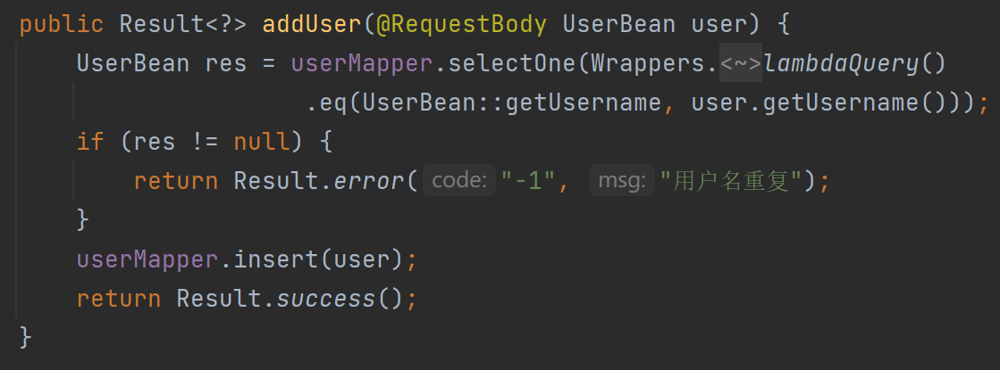 public Result<?> addUser(@RequestBody UserBean user) {
    UserBean res = userMapper.selectOne(Wrappers.<~>lambdaQuery()
                    .eq(UserBean::getUsername, user.getUsername()));
    if (res != null) {
        return Result.error( code: "-1", msg: "用户名重复");
    }
    userMapper.insert(user);
    return Result.success();
}